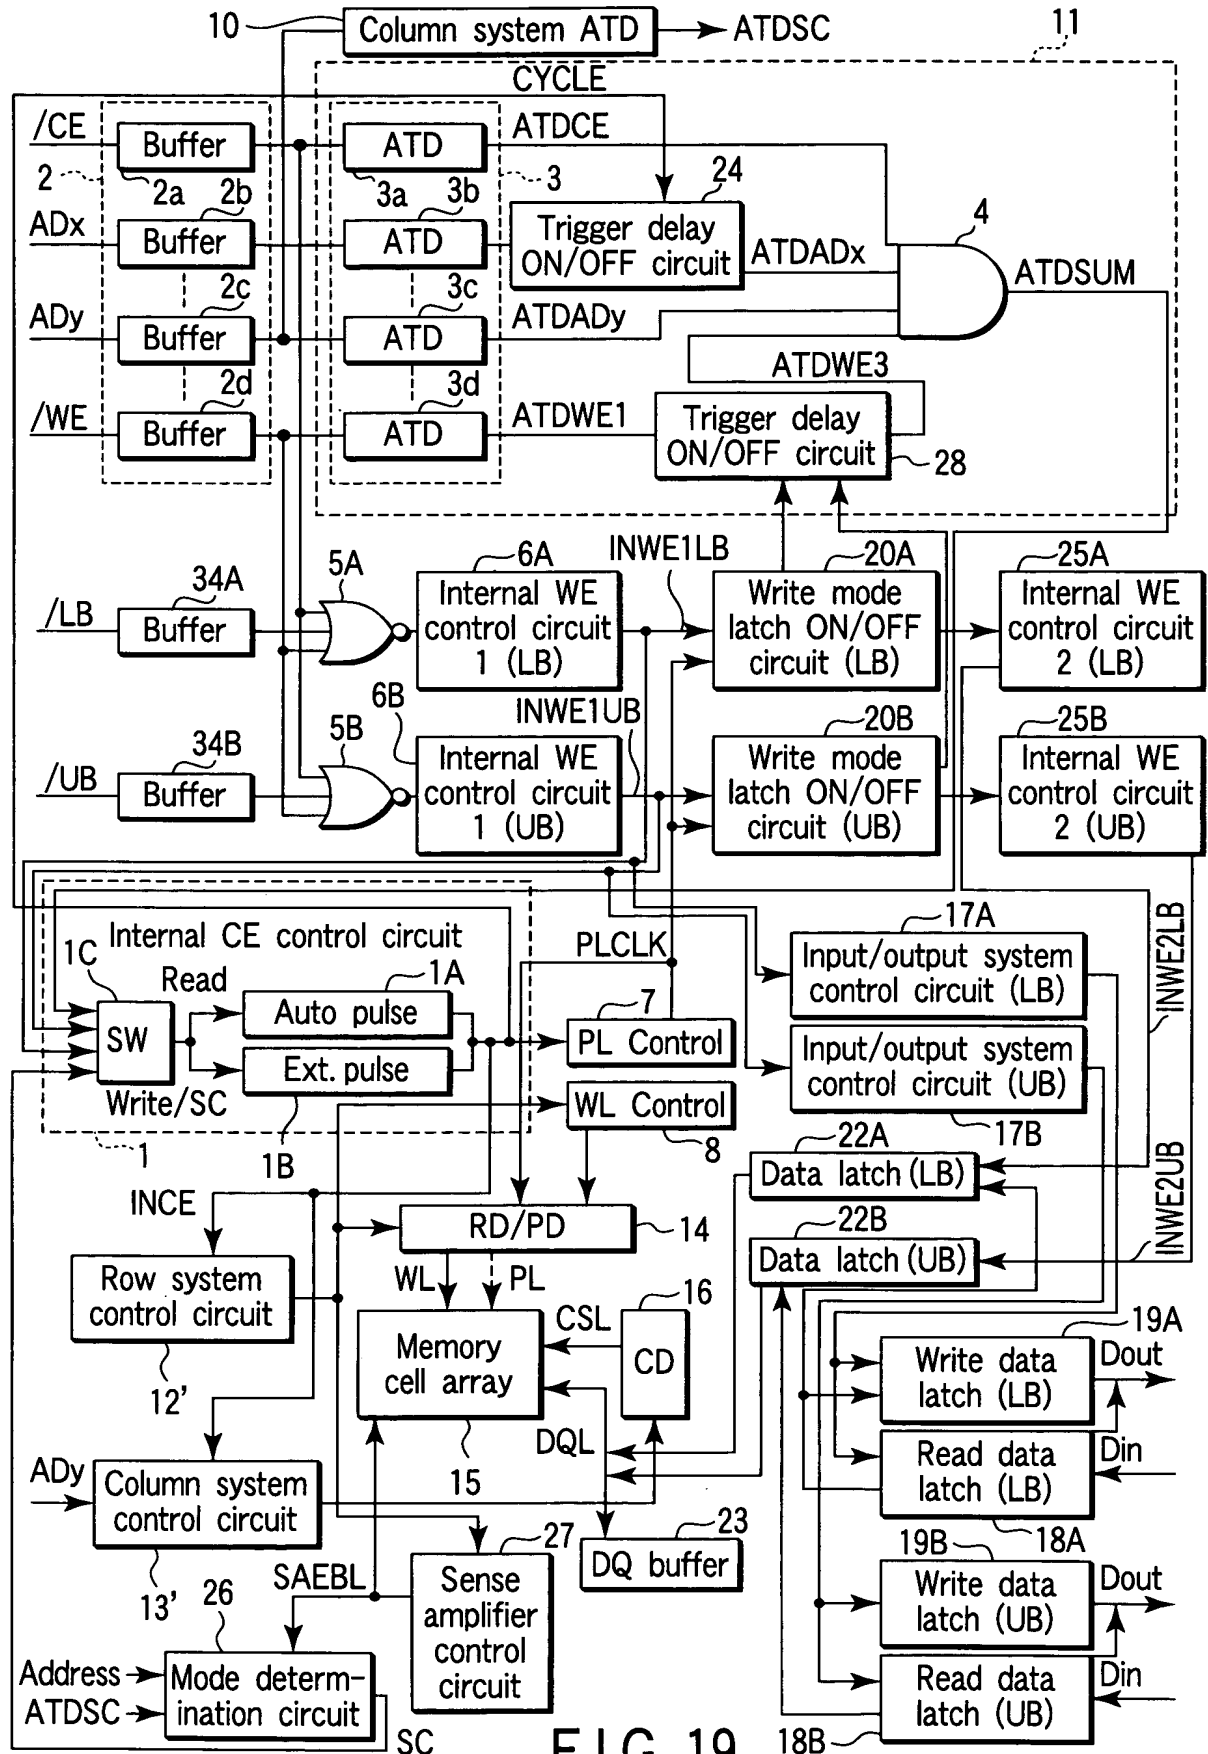 10
Column system ATD
ATDSC
11
CYCLE
/CE
Buffer
2
2a
ATD
3a
3
ATDCE
24
Trigger delay
ON/OFF circuit
ADx
2b
Buffer
3b
ATD
ATDADx
4
ATDSUM
ADy
2c
Buffer
3c
ATD
ATDADy
ATDWE3
/WE
2d
Buffer
3d
ATD
ATDWE1
Trigger delay
ON/OFF circuit
28
/LB
34A
Buffer
5A
6A
Internal WE
control circuit
1 (LB)
INWE1LB
20A
Write mode
latch ON/OFF
circuit (LB)
25A
Internal WE
control circuit
2 (LB)
/UB
34B
Buffer
5B
6B
Internal WE
control circuit
1 (UB)
INWE1UB
20B
Write mode
latch ON/OFF
circuit (UB)
25B
Internal WE
control circuit
2 (UB)
Internal CE control circuit
1C
SW
Read
1A
Auto pulse
Ext. pulse
Write/SC
1B
1
PLCLK
7
PL Control
WL Control
8
17A
Input/output system
control circuit (LB)
Input/output system
control circuit (UB)
17B
INWE2LB
INWE2UB
22A
Data latch (LB)
22B
Data latch (UB)
INCE
RD/PD
14
Row system
control circuit
12'
WL
PL
Memory
cell array
15
CSL
16
CD
DQL
19A
Write data
latch (LB)
Dout
Read data
latch (LB)
Din
18A
ADy
Column system
control circuit
13'
23
DQ buffer
27
Sense
amplifier
control
circuit
SAEBL
19B
Write data
latch (UB)
Dout
Read data
latch (UB)
Din
18B
26
Address
ATDSC
Mode determ-
ination circuit
SC
FIG. 19